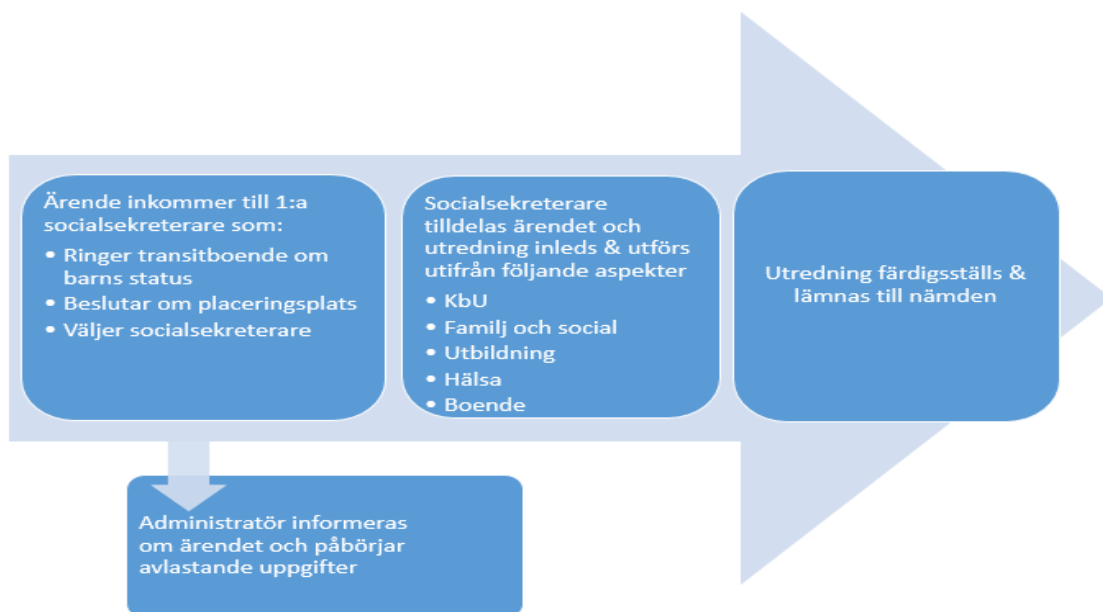 Ärende inkommer till 1:a
socialsekreterare som:
• Ringer transitboende om
barns status
• Beslutar om placeringsplats
• Väljer socialsekreterare
Socialsekreterare
tilldelas ärendet och
utredning inleds & utförs
utifrån följande aspekter
• KbU
• Familj och social
• Utbildning
• Hälsa
• Boende
Utredning färdigsställs &
lämnas till nämden
Administratör informeras
om ärendet och påbörjar
avlastande uppgifter